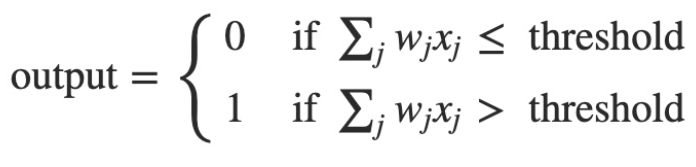 output = { 0 if ∑j wjxj ≤ threshold
1 if ∑j wjxj > threshold